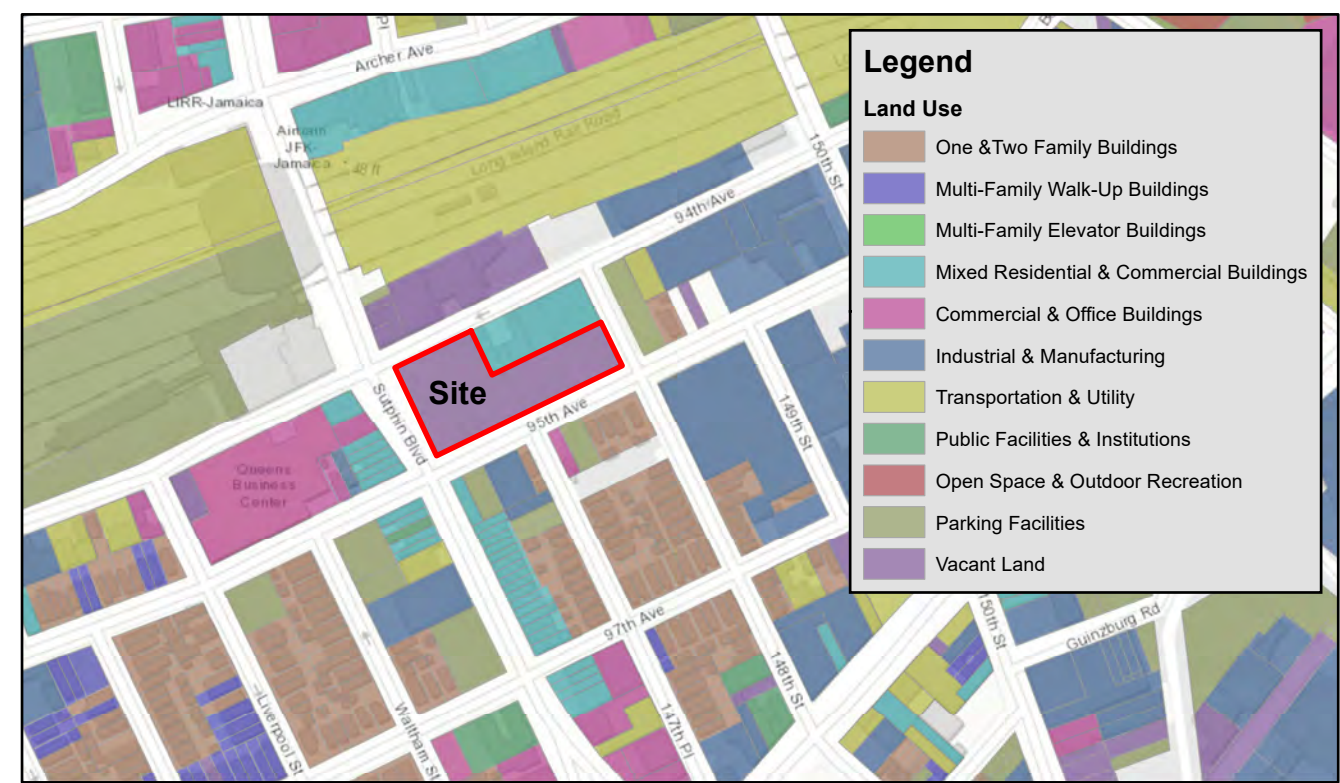 Pl
Archer Ave
LIRR-Jamaica
Airtrain
JFK-
Jamaica
48 ft
Long Island Rail Road
150th St
94th Ave
Legend
Land Use
One &Two Family Buildings
Multi-Family Walk-Up Buildings
Multi-Family Elevator Buildings
Mixed Residential & Commercial Buildings
Commercial & Office Buildings
Industrial & Manufacturing
Transportation & Utility
Public Facilities & Institutions
Open Space & Outdoor Recreation
Parking Facilities
Vacant Land
Site
Sutphin Blvd
95th Ave
149th St
Queens
Business
Center
97th Ave
150th St
Guinzburg Rd
Liverpool St
Waltham St
147th Pl
148th St